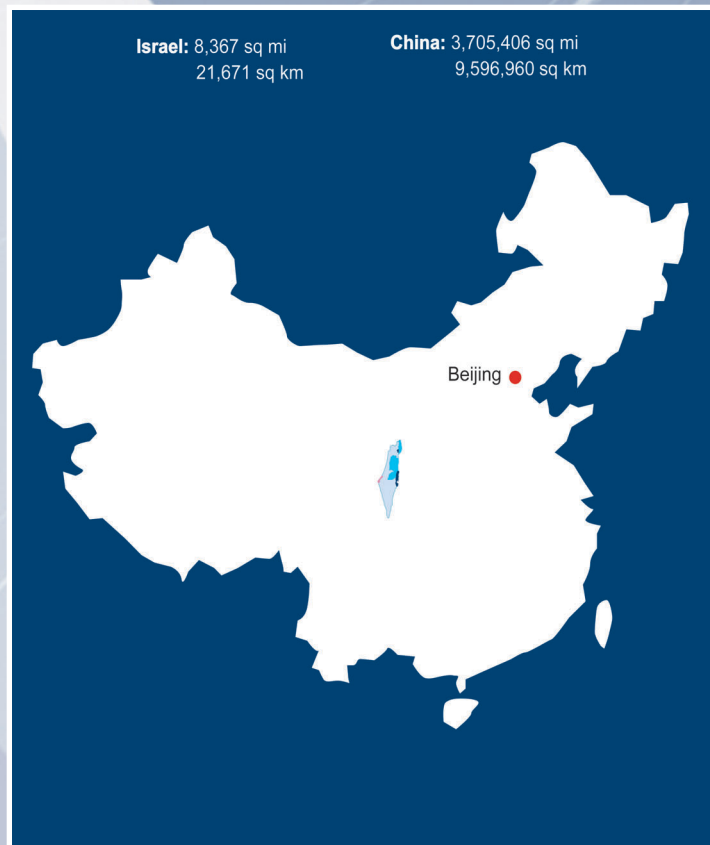 Israel: 8,367 sq mi
21,671 sq km
China: 3,705,406 sq mi
9,596,960 sq km
Beijing